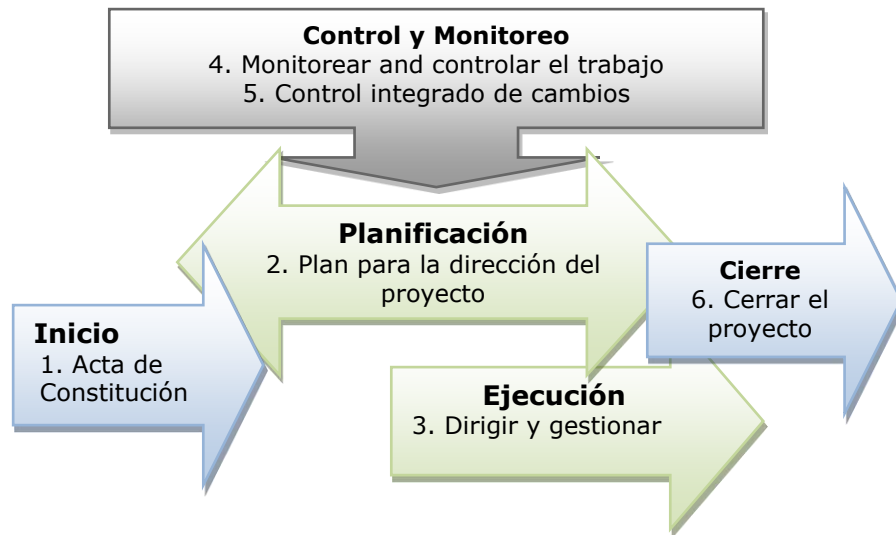 Control y Monitoreo
4. Monitorear and controlar el trabajo
5. Control integrado de cambios
Planificación
2. Plan para la dirección del
proyecto
Inicio
1. Acta de
Constitución
Cierre
6. Cerrar el
proyecto
Ejecución
3. Dirigir y gestionar